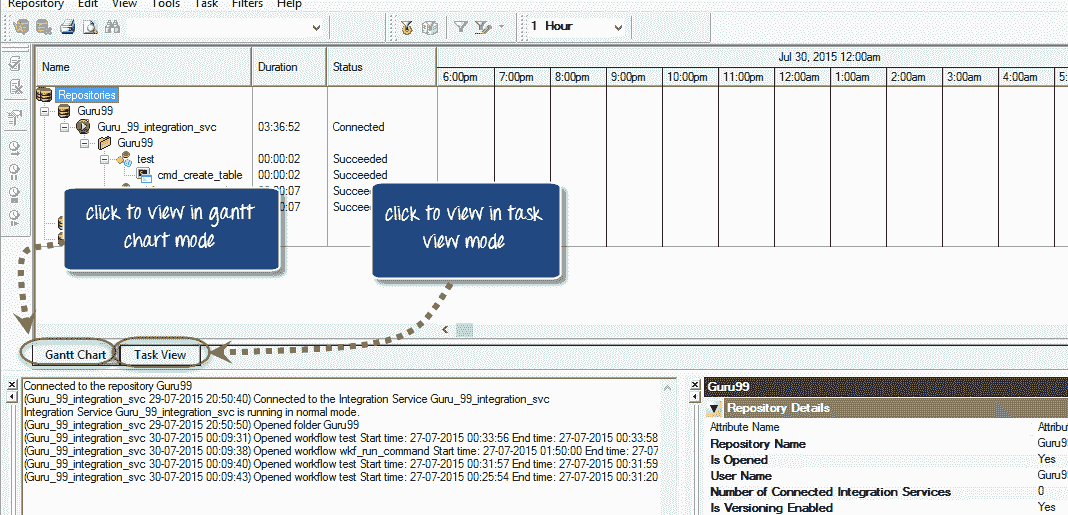 Repository Edit View Tools Task Filters Help
1 Hour
Name Duration Status Jul 30, 2015 12:00am
6:00pm 7:00pm 8:00pm 9:00pm 10:00pm 11:00pm 12:00am 1:00am 2:00am 3:00am 4:00am 5:
Repositories
Guru99
Guru_99_integration_svc 03:36:52 Connected
Guru99
test 00:00:02 Succeeded
cmd_create_table 00:00:02 Succeeded
0:07 Succee
0:07 Succee
click to view in gantt
chart mode
click to view in task
view mode
Gantt Chart Task View
Connected to the repository Guru99
(Guru_99_integration_svc 29-07-2015 20:50:40) Connected to the Integration Service Guru_99_integration_svc
Integration Service Guru_99_integration_svc is running in normal mode.
(Guru_99_integration_svc 29-07-2015 20:50:50) Opened folder Guru99
(Guru_99_integration_svc 30-07-2015 00:09:31) Opened workflow test Start time: 27-07-2015 00:33:56 End time: 27-07-2015 00:33:58
(Guru_99_integration_svc 30-07-2015 00:09:38) Opened workflow wkf_run_command Start time: 27-07-2015 01:50:00 End time: 27-07
(Guru_99_integration_svc 30-07-2015 00:09:40) Opened workflow test Start time: 27-07-2015 00:31:57 End time: 27-07-2015 00:31:59
(Guru_99_integration_svc 30-07-2015 00:09:43) Opened workflow test Start time: 27-07-2015 00:25:54 End time: 27-07-2015 00:31:20
Guru99
Repository Details
Attribute Name Attribut
Repository Name Guru9
Is Opened Yes
User Name Guru9
Number of Connected Integration Services 0
Is Versioning Enabled Yes